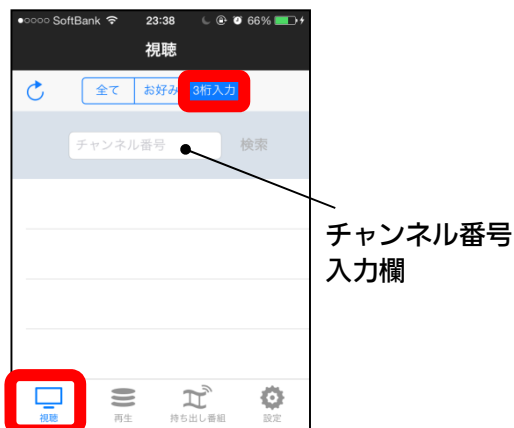 SoftBank 23:38 66%
視聴
全て お好み 3桁入力
チャンネル番号 検索
チャンネル番号
入力欄
視聴 再生 持ち出し番組 設定